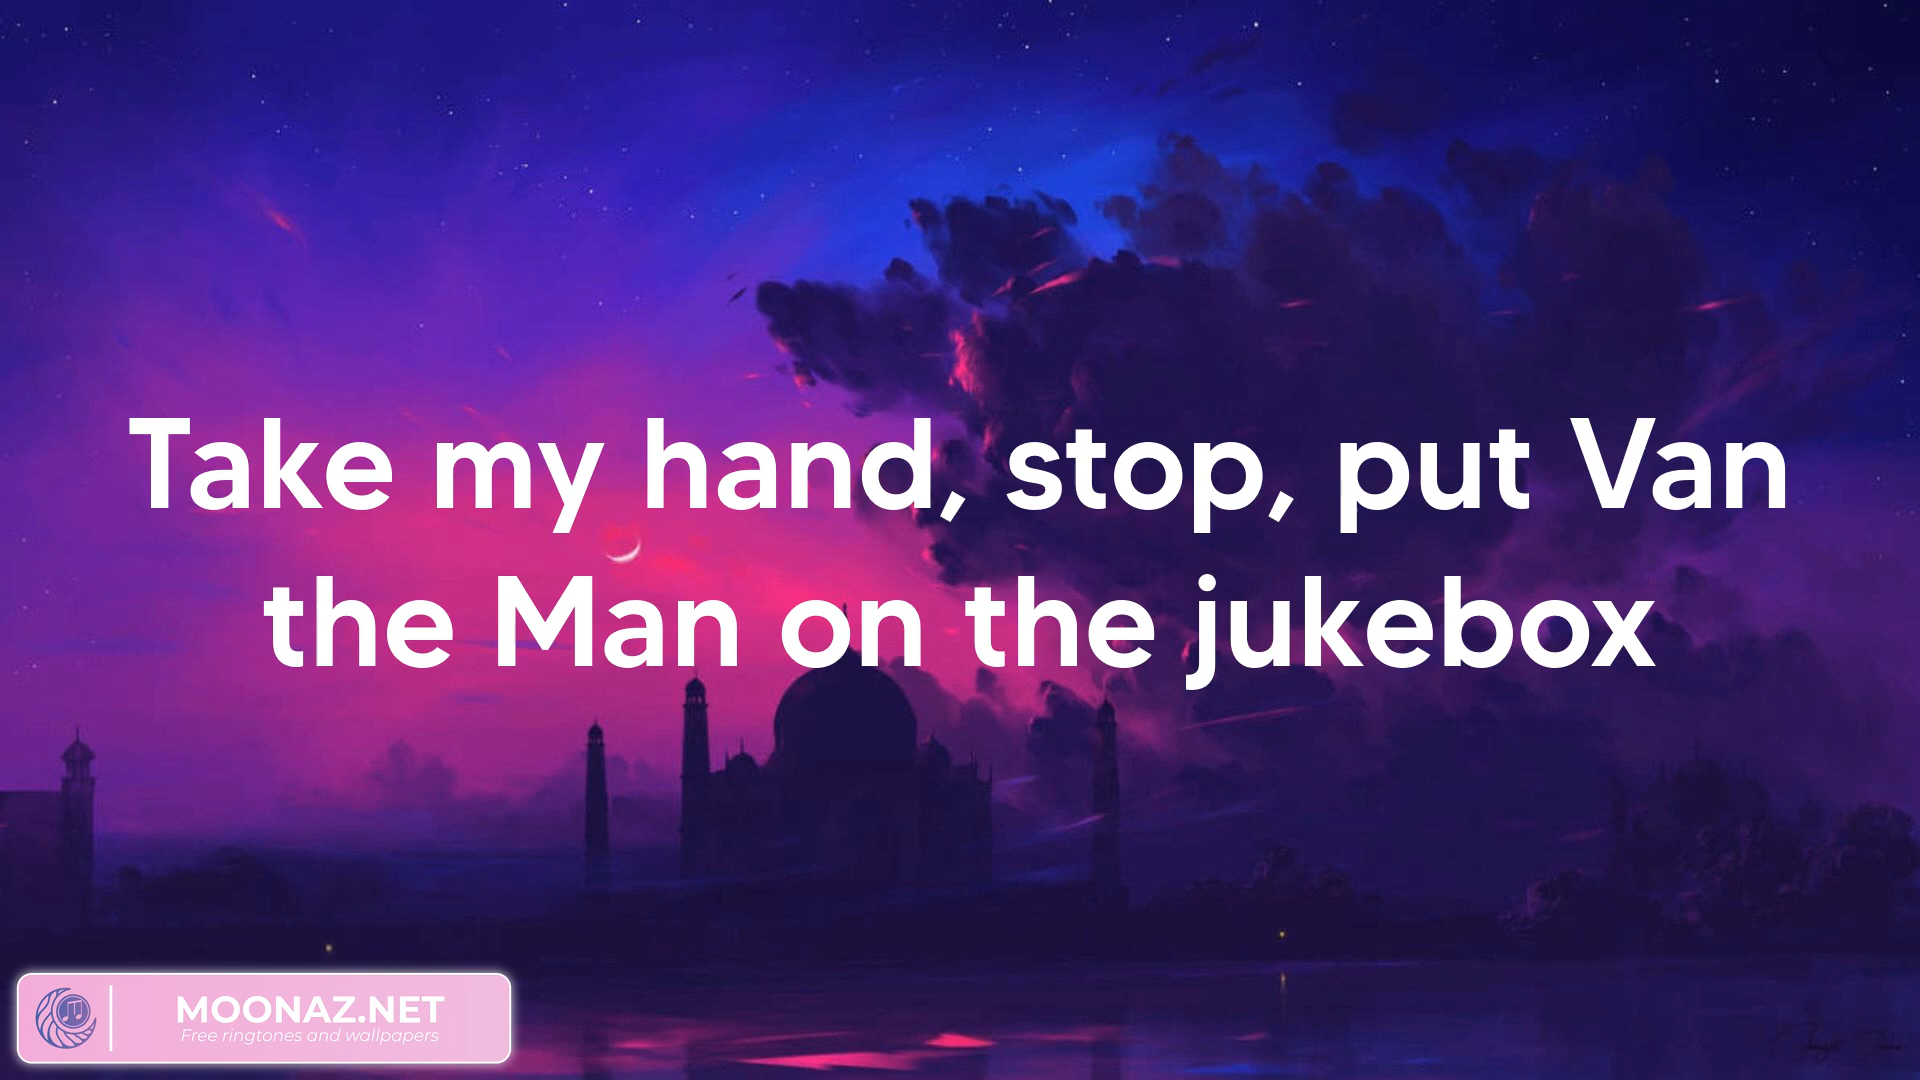 Take my hand, stop, put Van
the Man on the jukebox
MOONAZ.NET
Free ringtones and wallpapers